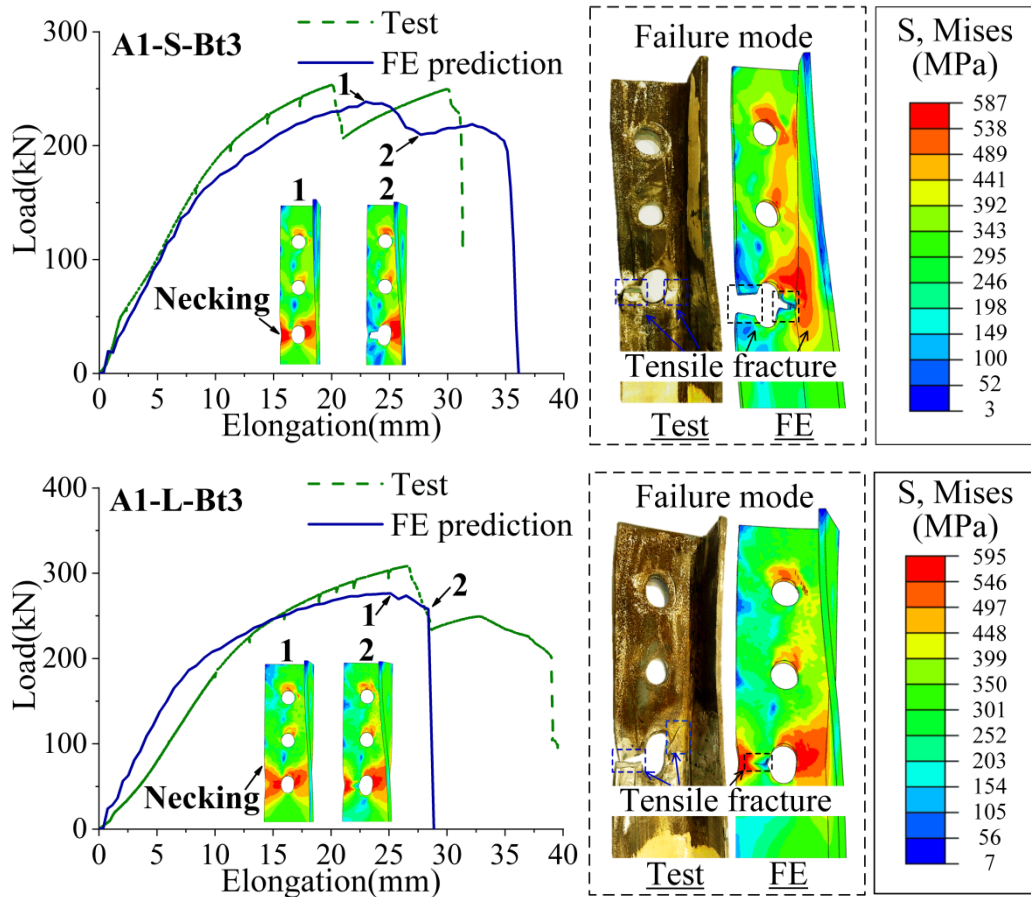 A1-S-Bt3
Test
FE prediction
300
200
100
0
Load(kN)
0 5 10 15 20 25 30 35 40
Elongation(mm)
1
2
1
2
Necking
Failure mode
Tensile fracture
Test
FE
S, Mises
(MPa)
587
538
489
441
392
343
295
246
198
149
100
52
3
A1-L-Bt3
Test
FE prediction
400
300
200
100
0
Load(kN)
0 5 10 15 20 25 30 35 40
Elongation(mm)
1
2
1
2
Necking
Failure mode
Tensile fracture
Test
FE
S, Mises
(MPa)
595
546
497
448
399
350
301
252
203
154
105
56
7